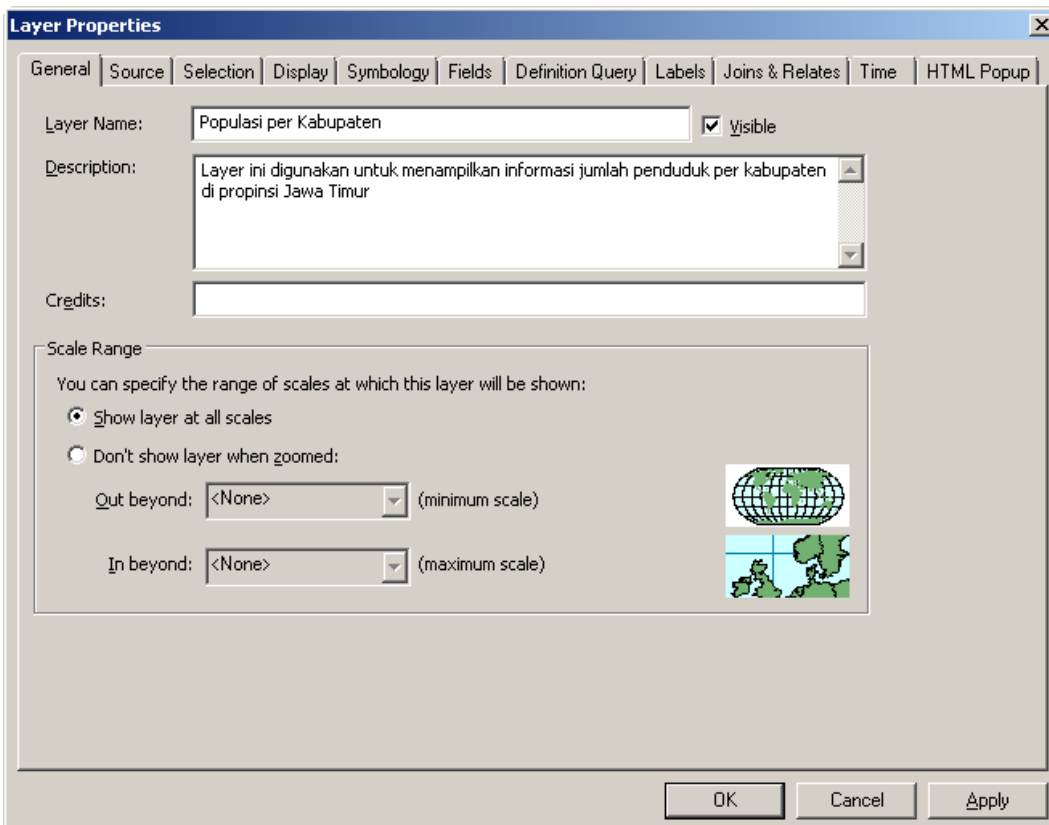 Layer Properties
General Source Selection Display Symbology Fields Definition Query Labels Joins & Relates Time HTML Popup
Layer Name: Populasi per Kabupaten Visible
Description: Layer ini digunakan untuk menampilkan informasi jumlah penduduk per kabupaten
di propinsi Jawa Timur
Credits:
Scale Range
You can specify the range of scales at which this layer will be shown:
Show layer at all scales
Don't show layer when zoomed:
Out beyond: <None> (minimum scale)
In beyond: <None> (maximum scale)
OK Cancel Apply